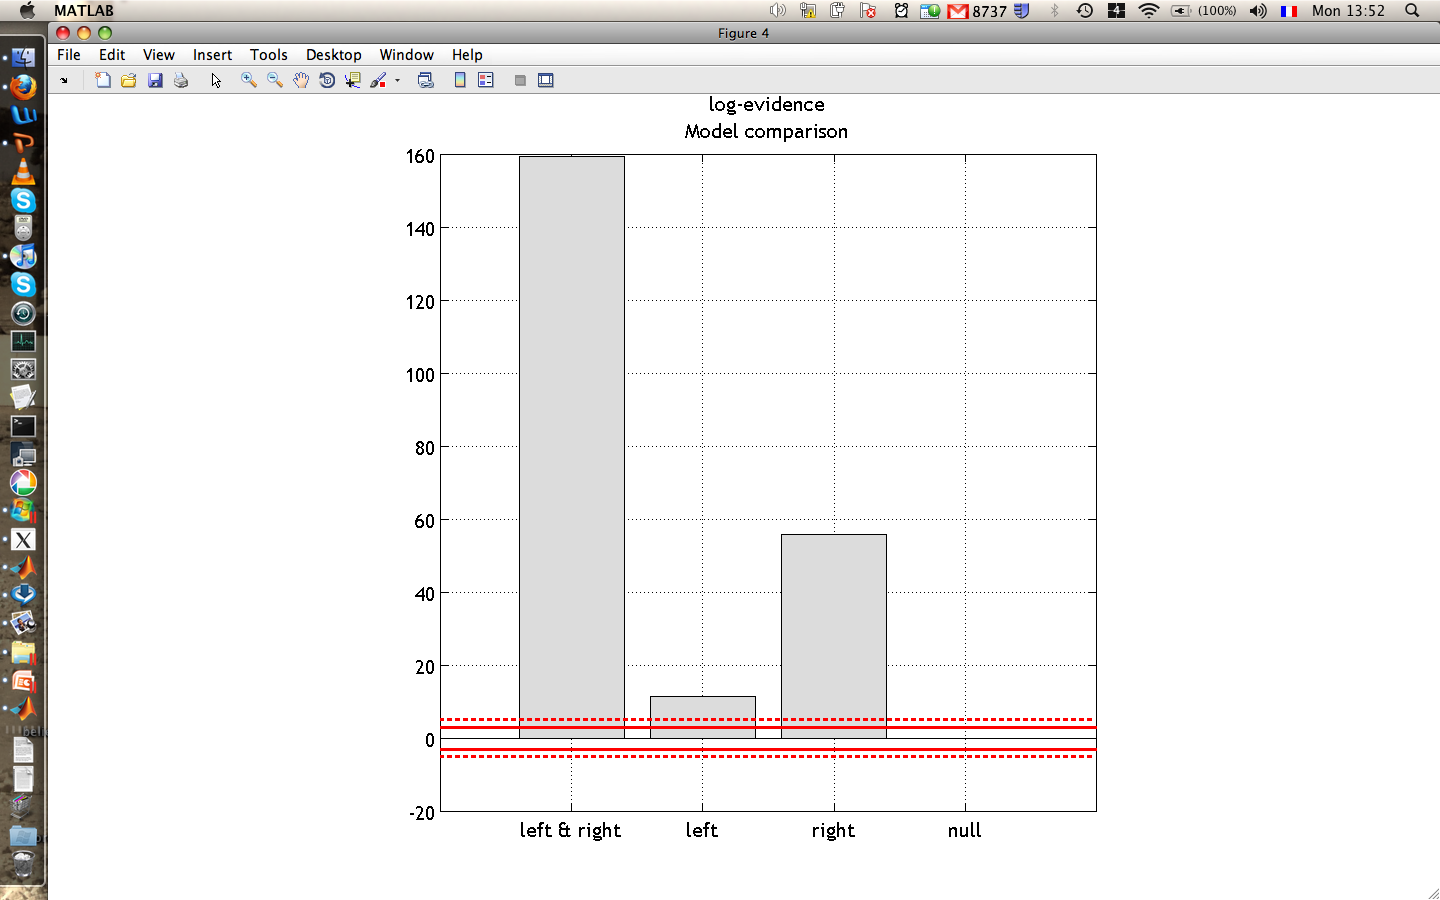 MATLAB
8737
4
(100%)
Mon 13:52
Figure 4
File Edit View Insert Tools Desktop Window Help
log-evidence
Model comparison
160
140
120
100
80
60
40
20
0
-20
left & right left right null